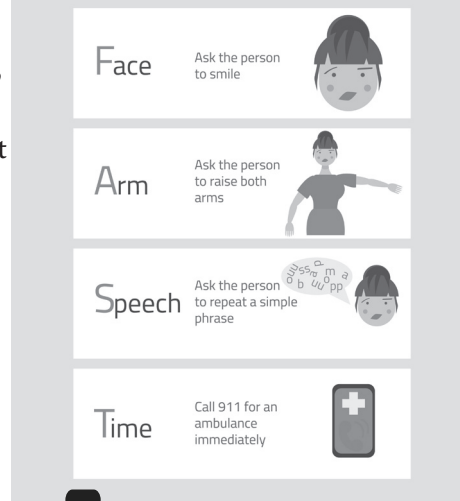 Face
Ask the person
to smile
t
Arm
Ask the person
to raise both
arms
Speech
Ask the person
to repeat a simple
phrase
Time
Call 911 for an
ambulance
immediately